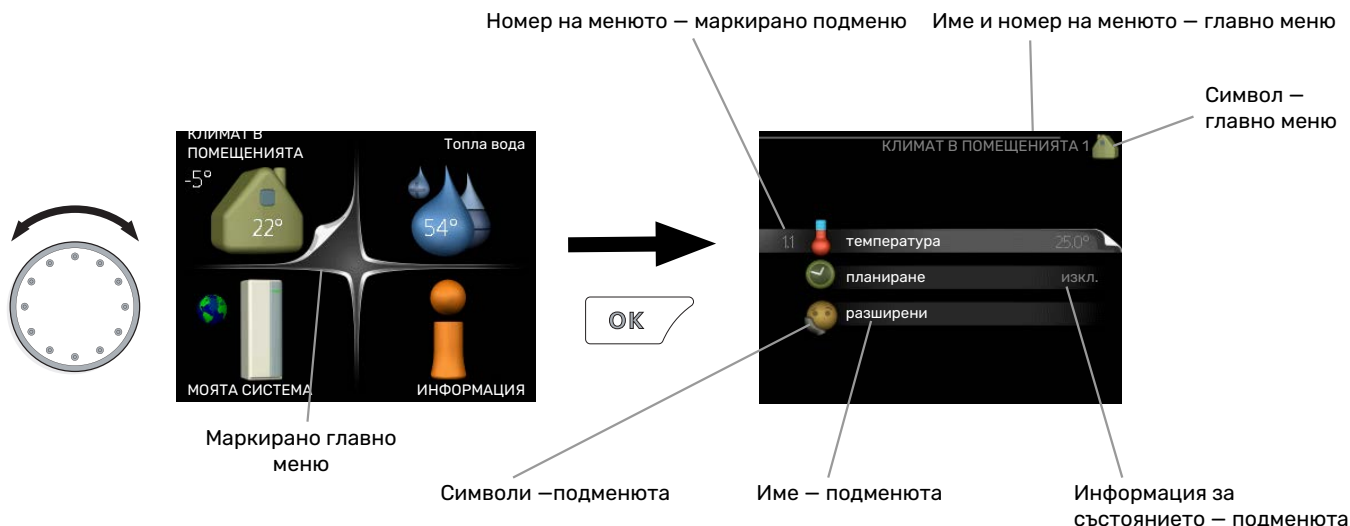 Номер на менюто — маркирано подменю
Име и номер на менюто — главно меню
Символ —
главно меню
КЛИМАТ В
ПОМЕЩЕНИЯТА
-5°
22°
Топла вода
54°
МОЯТА СИСТЕМА
ИНФОРМАЦИЯ
OK
КЛИМАТ В ПОМЕЩЕНИЯТА 1
1.1 температура 25.0°
планиране изкл.
разширени
Маркирано главно
меню
Символи —подменюта
Име — подменюта
Информация за
състоянието — подменюта